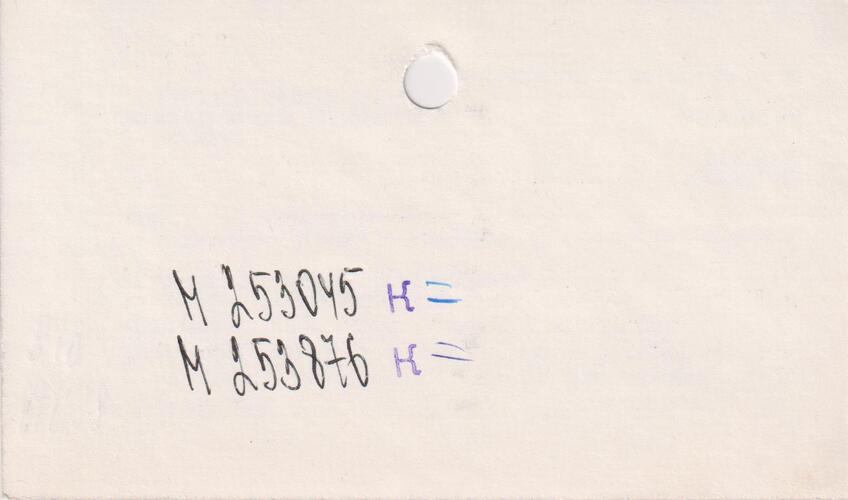 М 253045 к =
М 253876 к =